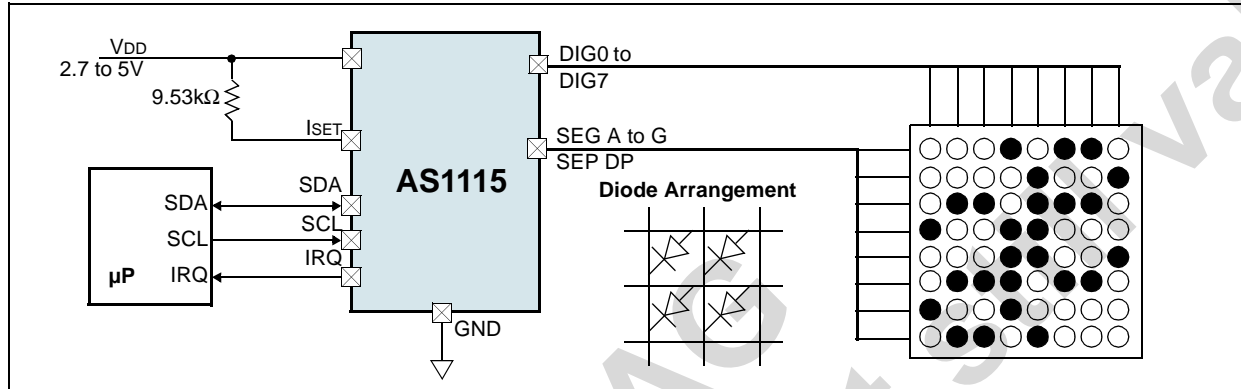 VDD
2.7 to 5V
9.53kΩ
ISET
SDA
SCL
IRQ
µP
SDA
SCL
IRQ
AS1115
GND
DIG0 to
DIG7
SEG A to G
SEP DP
Diode Arrangement